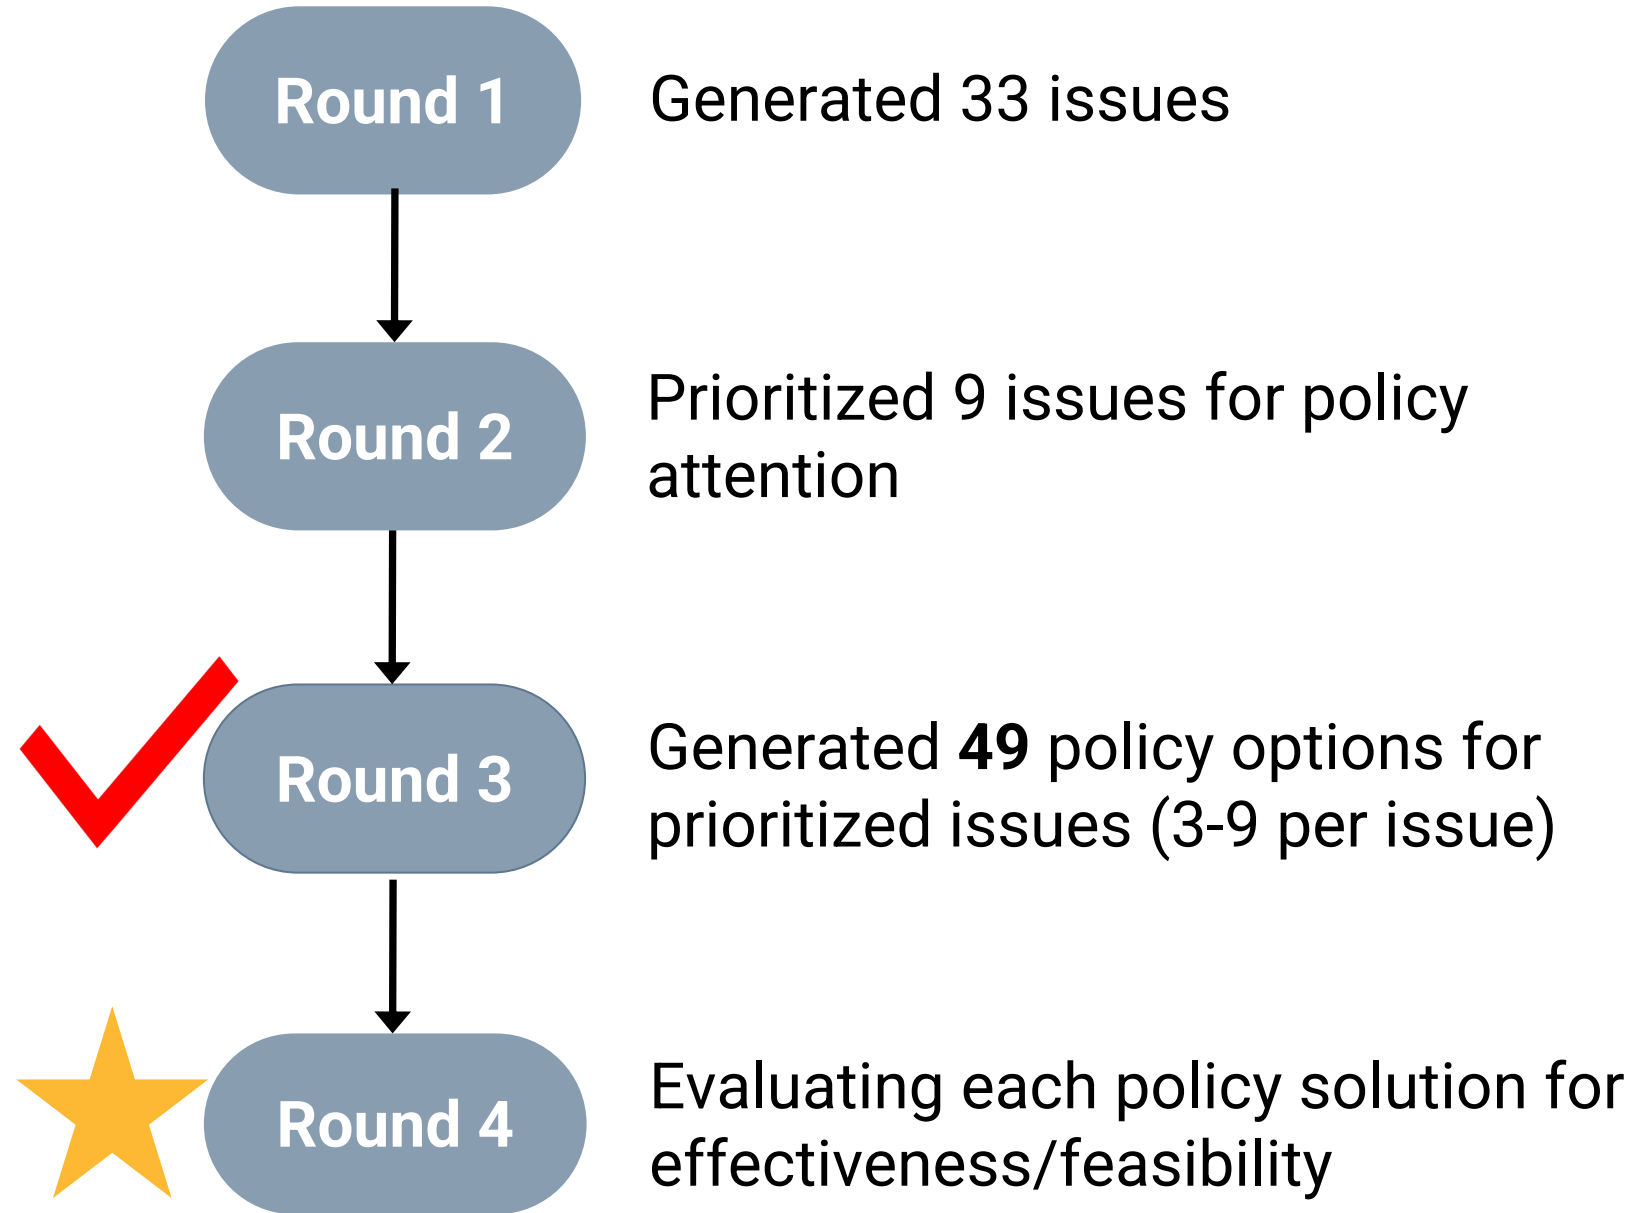 Round 1
Generated 33 issues
Round 2
Prioritized 9 issues for policy
attention
Round 3
Generated 49 policy options for
prioritized issues (3-9 per issue)
Round 4
Evaluating each policy solution for
effectiveness/feasibility